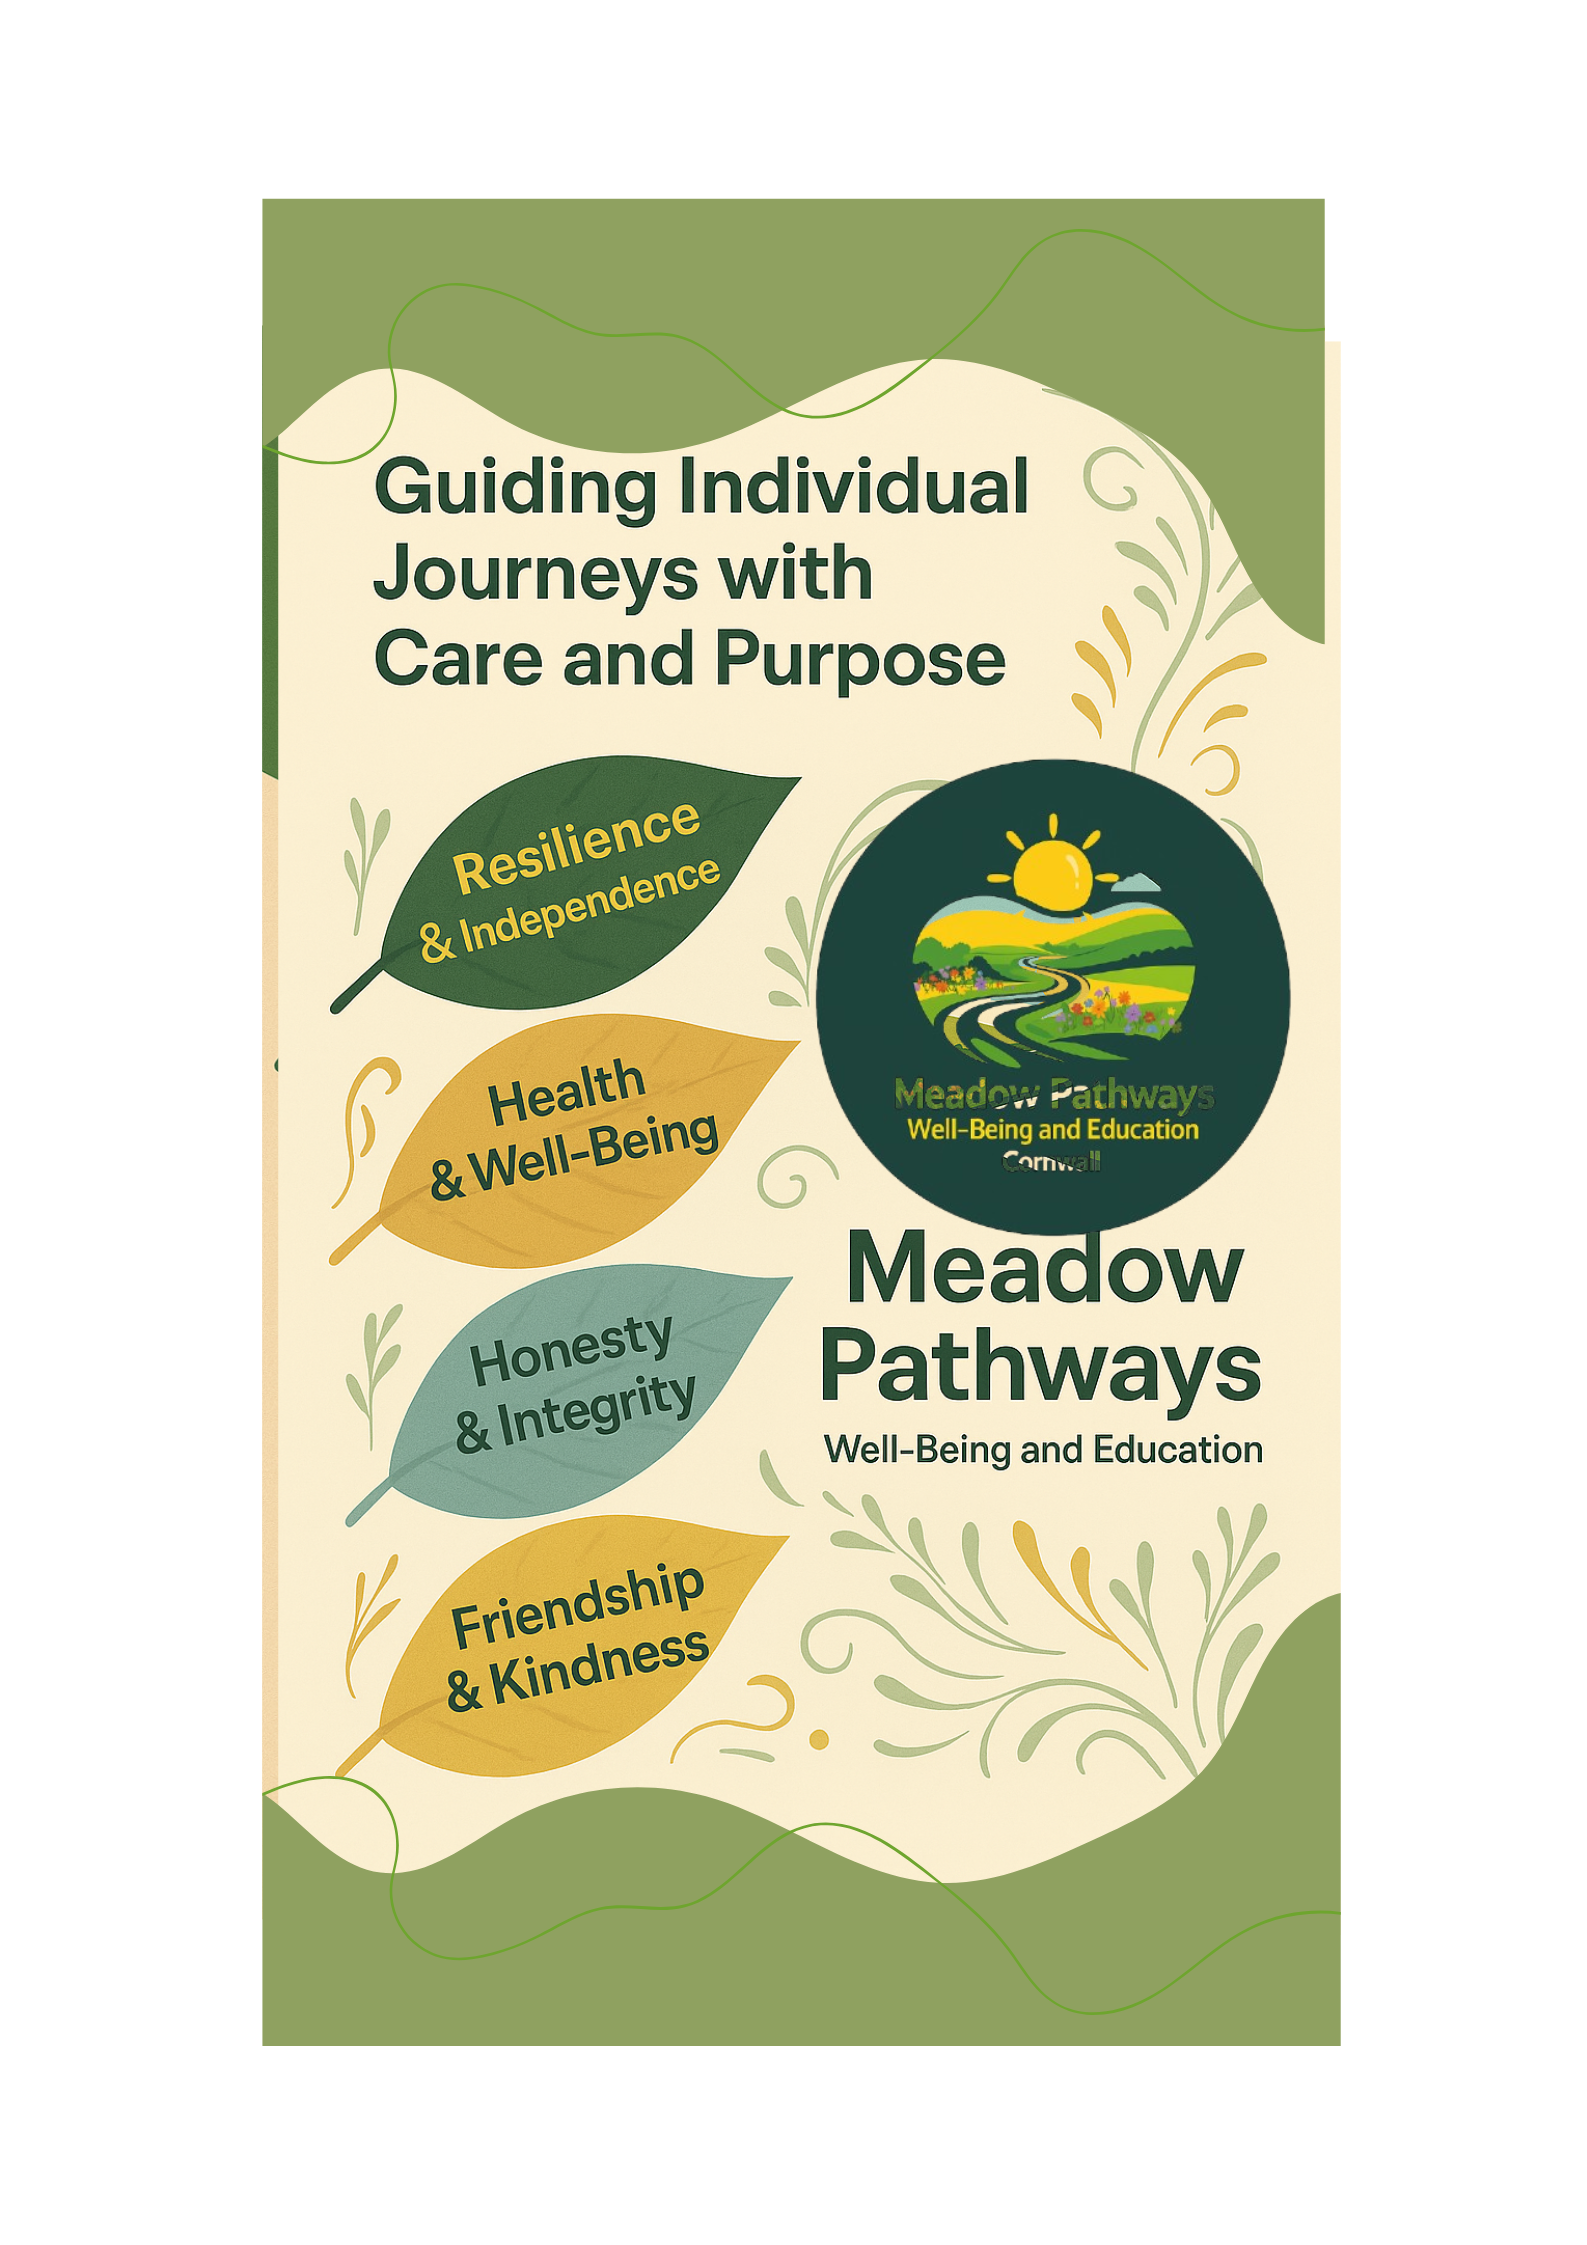 Guiding Individual
Journeys with
Care and Purpose
Resilience
& Independence
Health
& Well-Being
Honesty
& Integrity
Friendship
& Kindness
Meadow Pathways
Well-Being and Education
Cornwall
Meadow
Pathways
Well-Being and Education